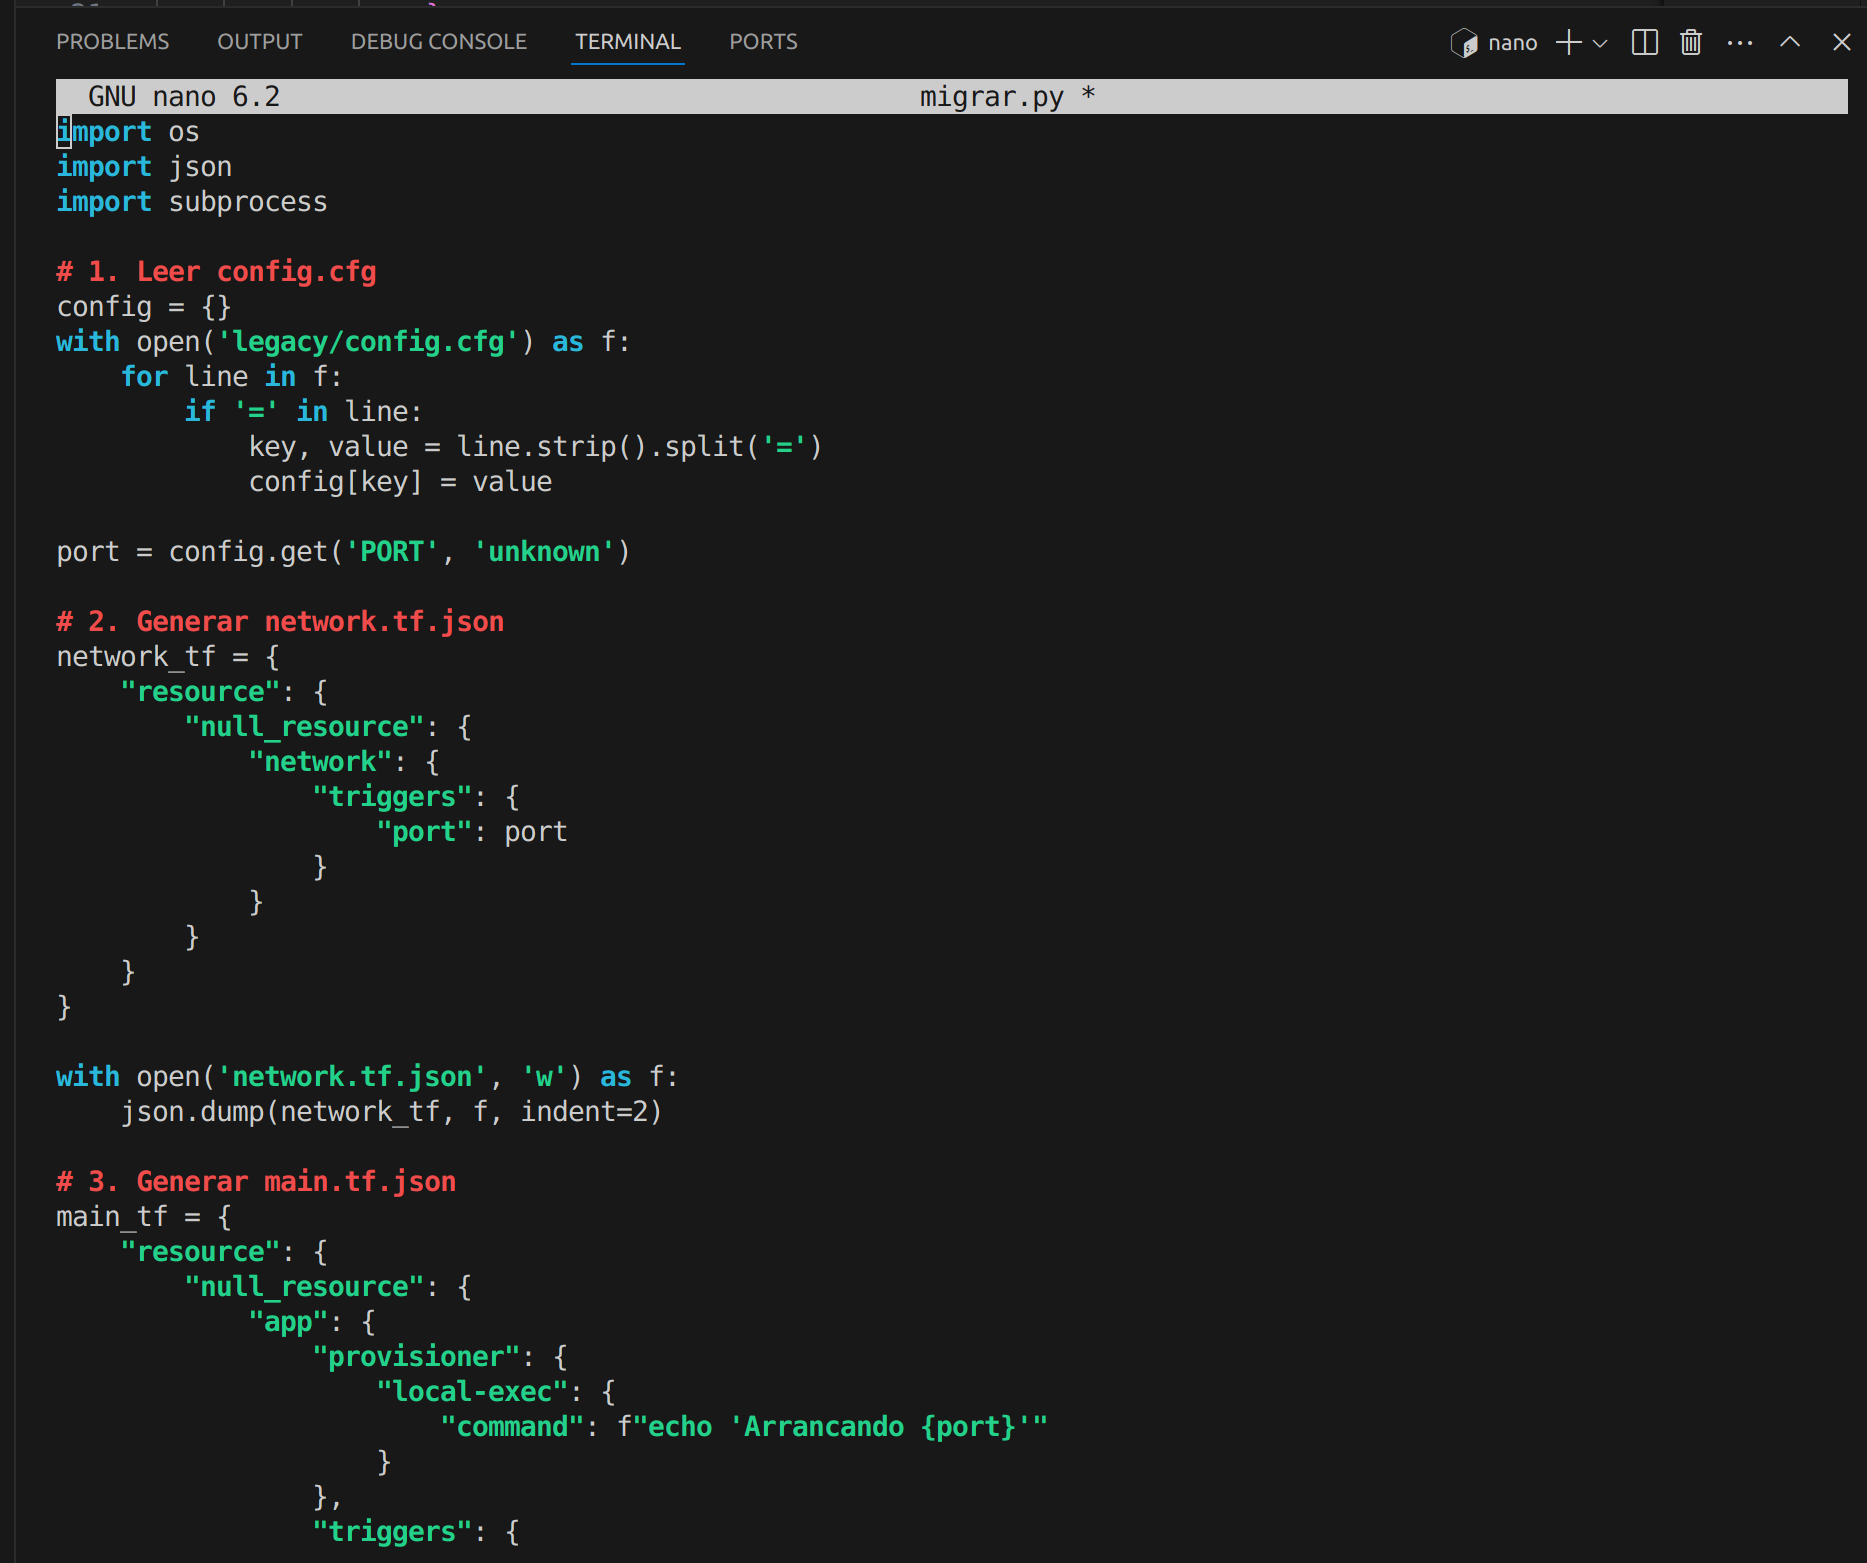 PROBLEMS OUTPUT DEBUG CONSOLE TERMINAL PORTS nano
GNU nano 6.2 migrar.py *
import os
import json
import subprocess

# 1. Leer config.cfg
config = {}
with open('legacy/config.cfg') as f:
    for line in f:
        if '=' in line:
            key, value = line.strip().split('=')
            config[key] = value

port = config.get('PORT', 'unknown')

# 2. Generar network.tf.json
network_tf = {
    "resource": {
        "null_resource": {
            "network": {
                "triggers": {
                    "port": port
                }
            }
        }
    }
}

with open('network.tf.json', 'w') as f:
    json.dump(network_tf, f, indent=2)

# 3. Generar main.tf.json
main_tf = {
    "resource": {
        "null_resource": {
            "app": {
                "provisioner": {
                    "local-exec": {
                        "command": f"echo 'Arrancando {port}'"
                    }
                },
                "triggers": {